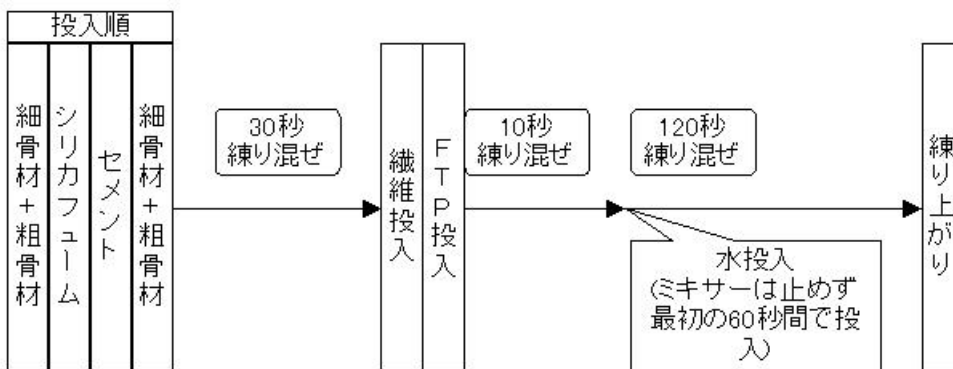 投入順
細骨材+粗骨材
シリカフューム
セメント
細骨材+粗骨材
30秒
練り混ぜ
繊維投入
FTP投入
10秒
練り混ぜ
120秒
練り混ぜ
水投入
(ミキサーは止めず
最初の60秒間で投
入)
練り上がり